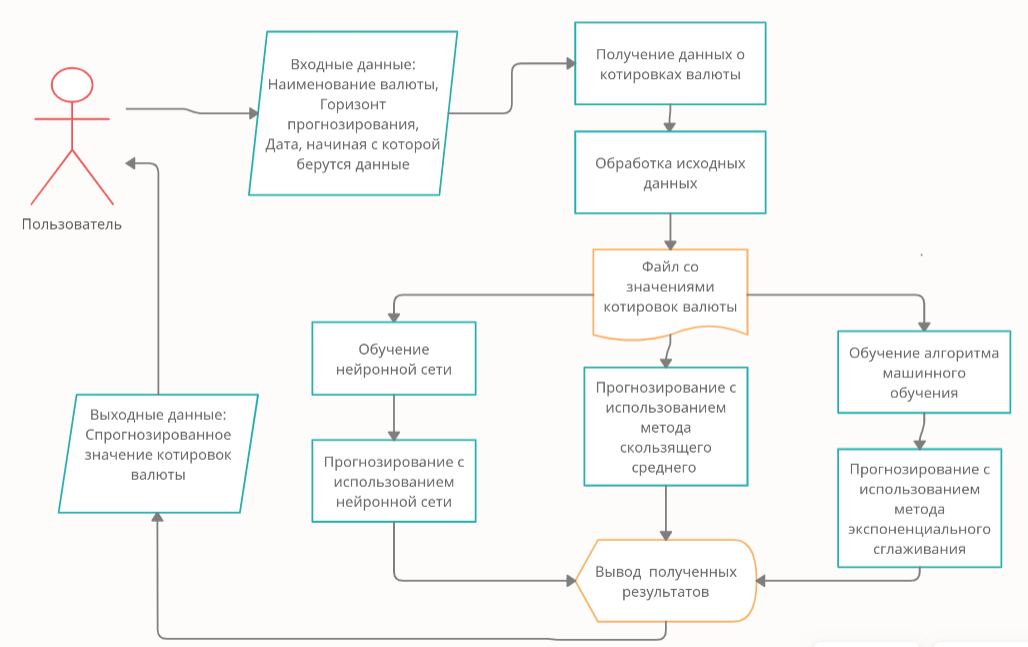 Пользователь
Входные данные:
Наименование валюты,
Горизонт
прогнозирования,
Дата, начиная с которой
берутся данные
Получение данных о
котировках валюты
Обработка исходных
данных
Файл со
значениями
котировок валюты
Обучение
нейронной сети
Прогнозирование с
использованием
нейронной сети
Прогнозирование с
использованием
метода
скользящего
среднего
Обучение алгоритма
машинного
обучения
Прогнозирование с
использованием
метода
экспоненциального
сглаживания
Вывод полученных
результатов
Выходные данные:
Спрогнозированное
значение котировок
валюты